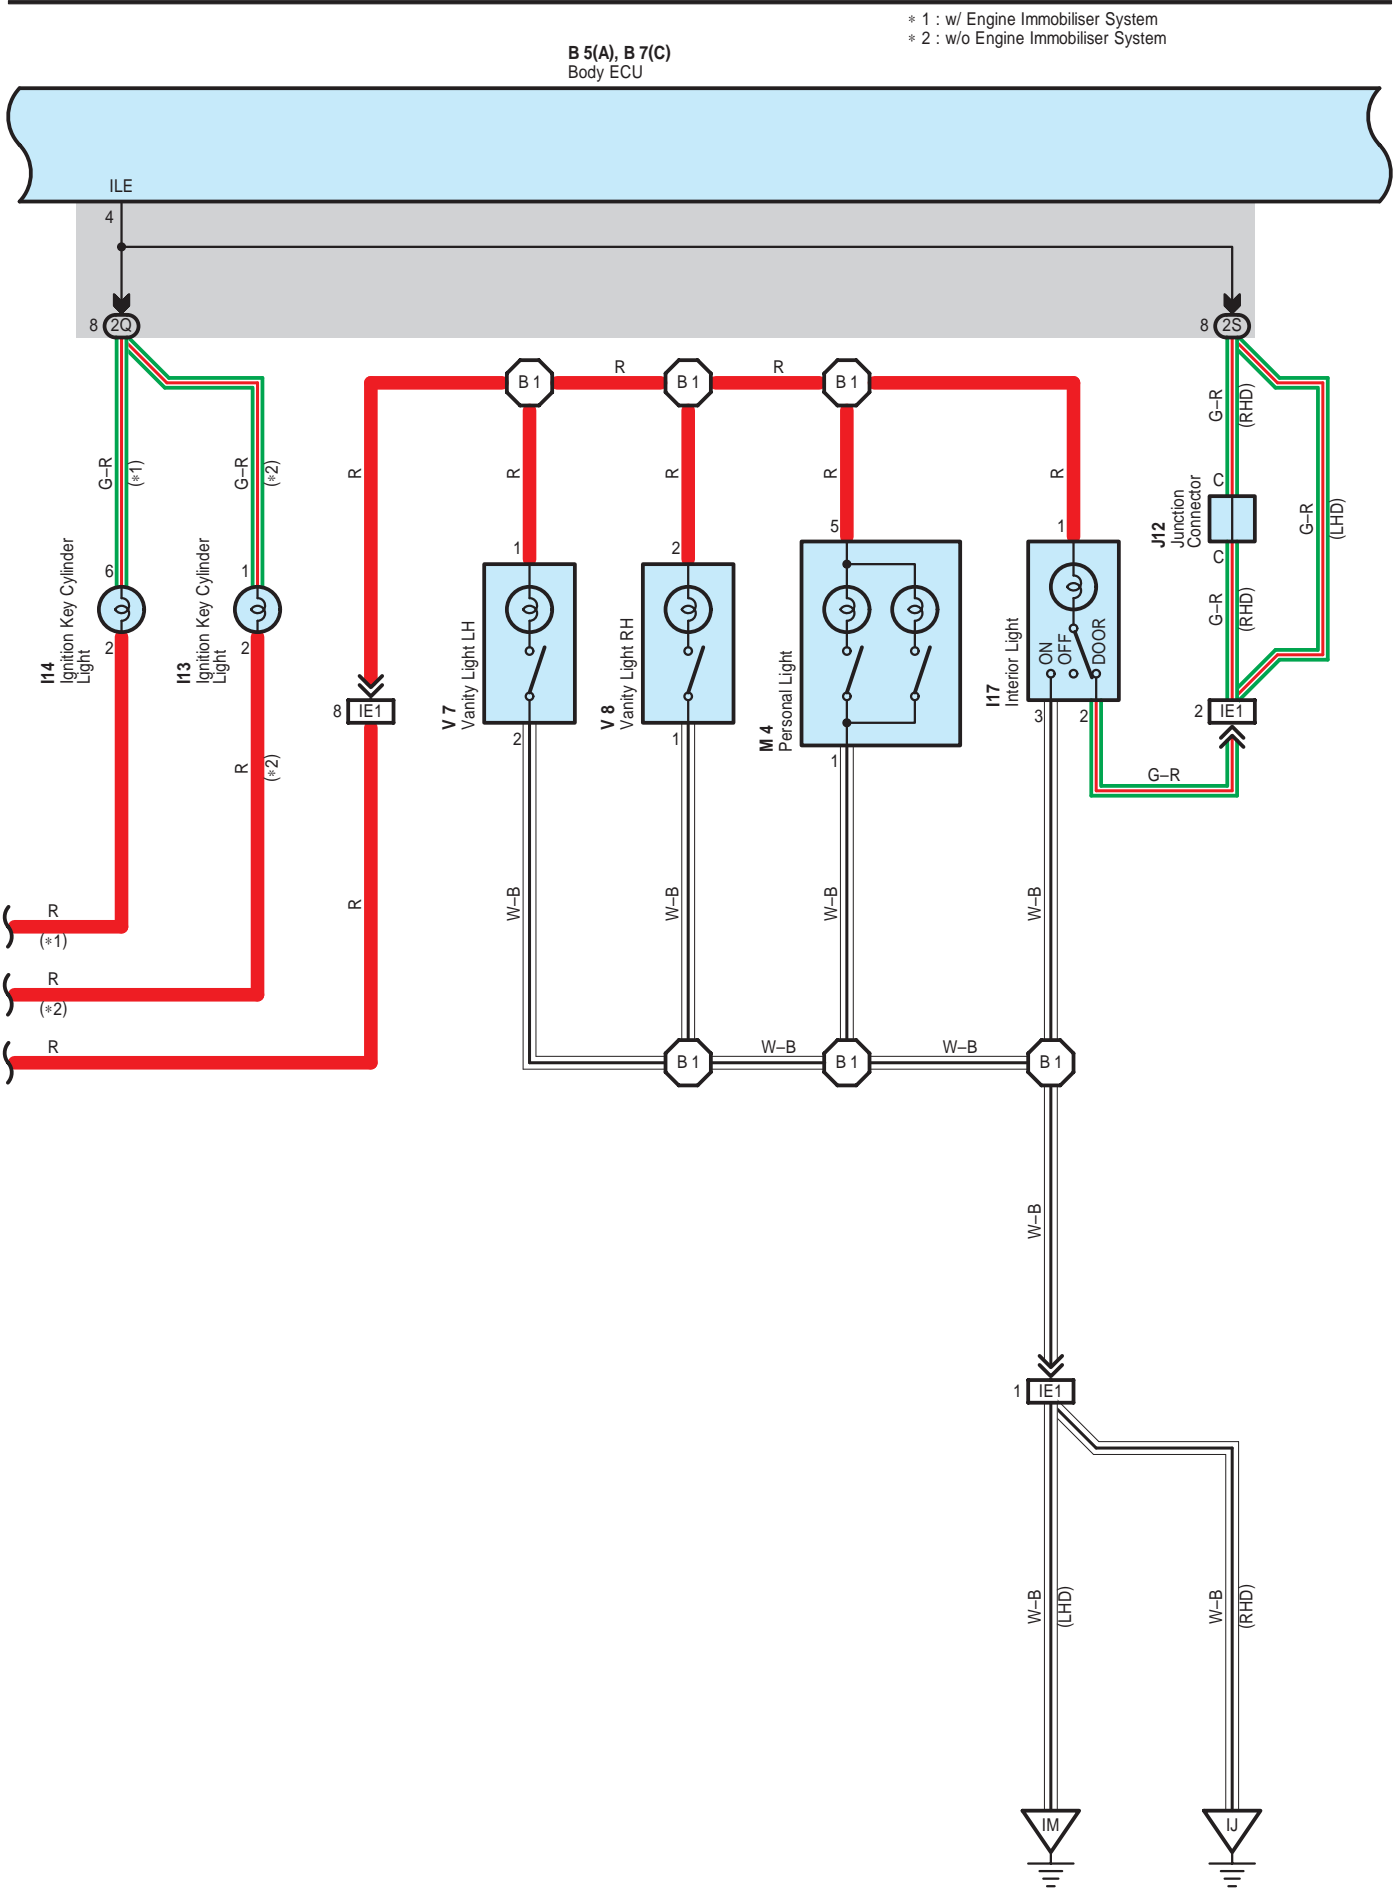 * 1 : w/ Engine Immobiliser System
* 2 : w/o Engine Immobiliser System
B 5(A), B 7(C)
Body ECU
ILE
4
8 2Q
8 2S
B 1
R
B 1
R
B 1
G–R
(*1)
G–R
(*2)
R
R
R
R
R
G–R
(RHD)
G–R
(LHD)
C
J12
Junction
Connector
C
G–R
(RHD)
6
I14
Ignition Key Cylinder
Light
2
1
I13
Ignition Key Cylinder
Light
2
1
V 7
Vanity Light LH
2
2
V 8
Vanity Light RH
1
5
M 4
Personal Light
1
1
I17
Interior Light
ON
OFF
DOOR
3
2
8 IE1
2 IE1
G–R
R
(*2)
R
W–B
W–B
W–B
W–B
R
(*1)
R
(*2)
R
B 1
W–B
B 1
W–B
B 1
W–B
1 IE1
W–B
(LHD)
W–B
(RHD)
IM
IJ